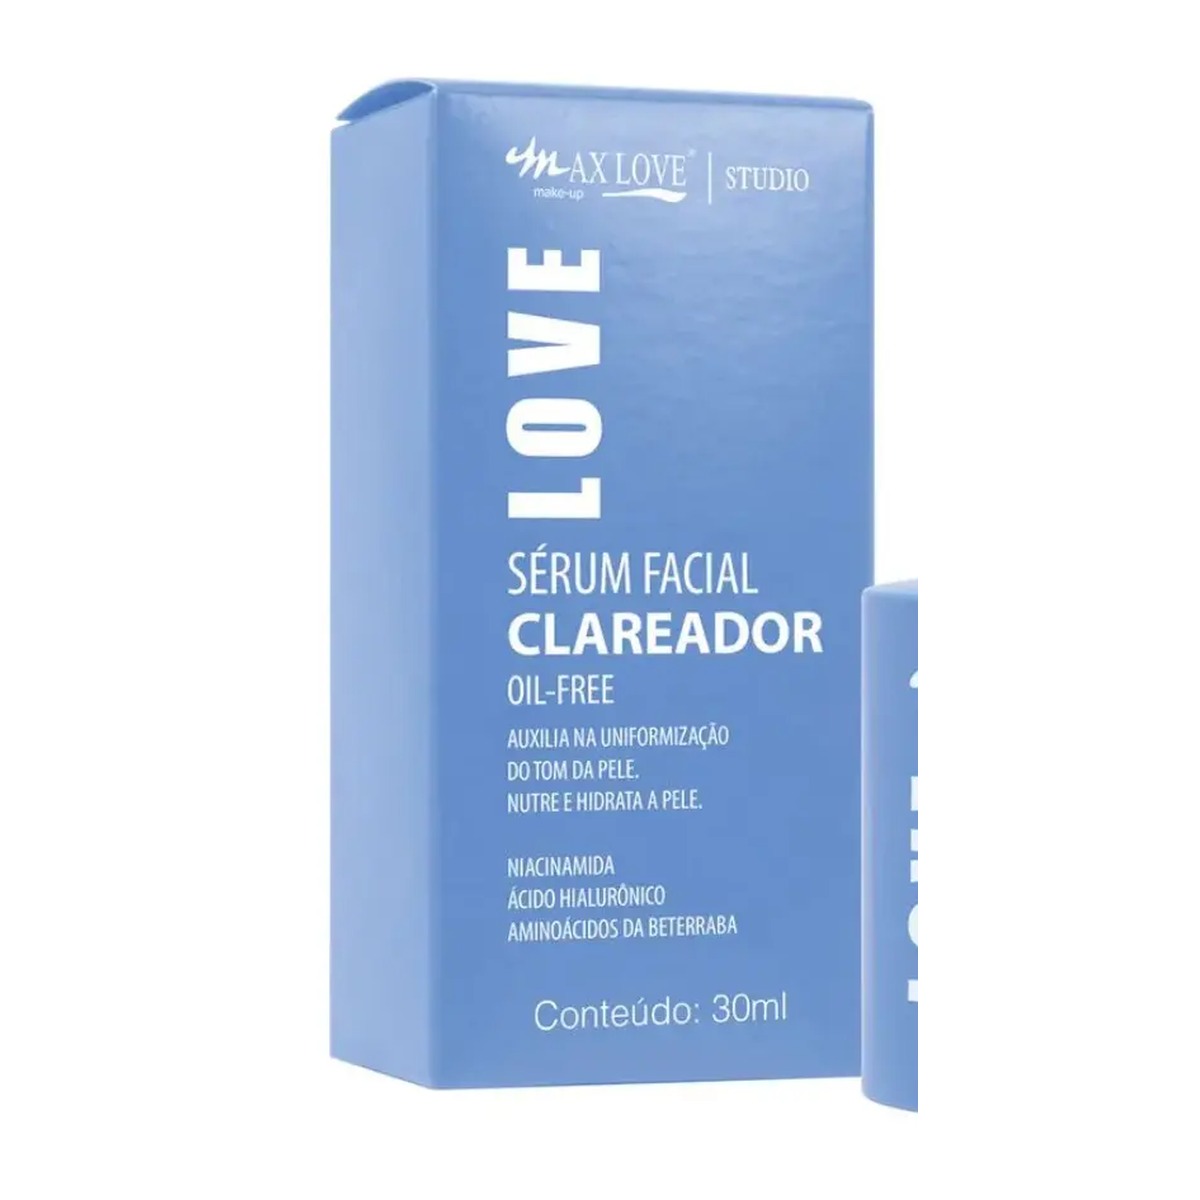 MAX LOVE® | STUDIO
make-up
LOVE
SÉRUM FACIAL
CLAREADOR
OIL-FREE
AUXILIA NA UNIFORMIZAÇÃO
DO TOM DA PELE.
NUTRE E HIDRATA A PELE.
NIACINAMIDA
ÁCIDO HIALURÔNICO
AMINOÁCIDOS DA BETERRABA
Conteúdo: 30ml